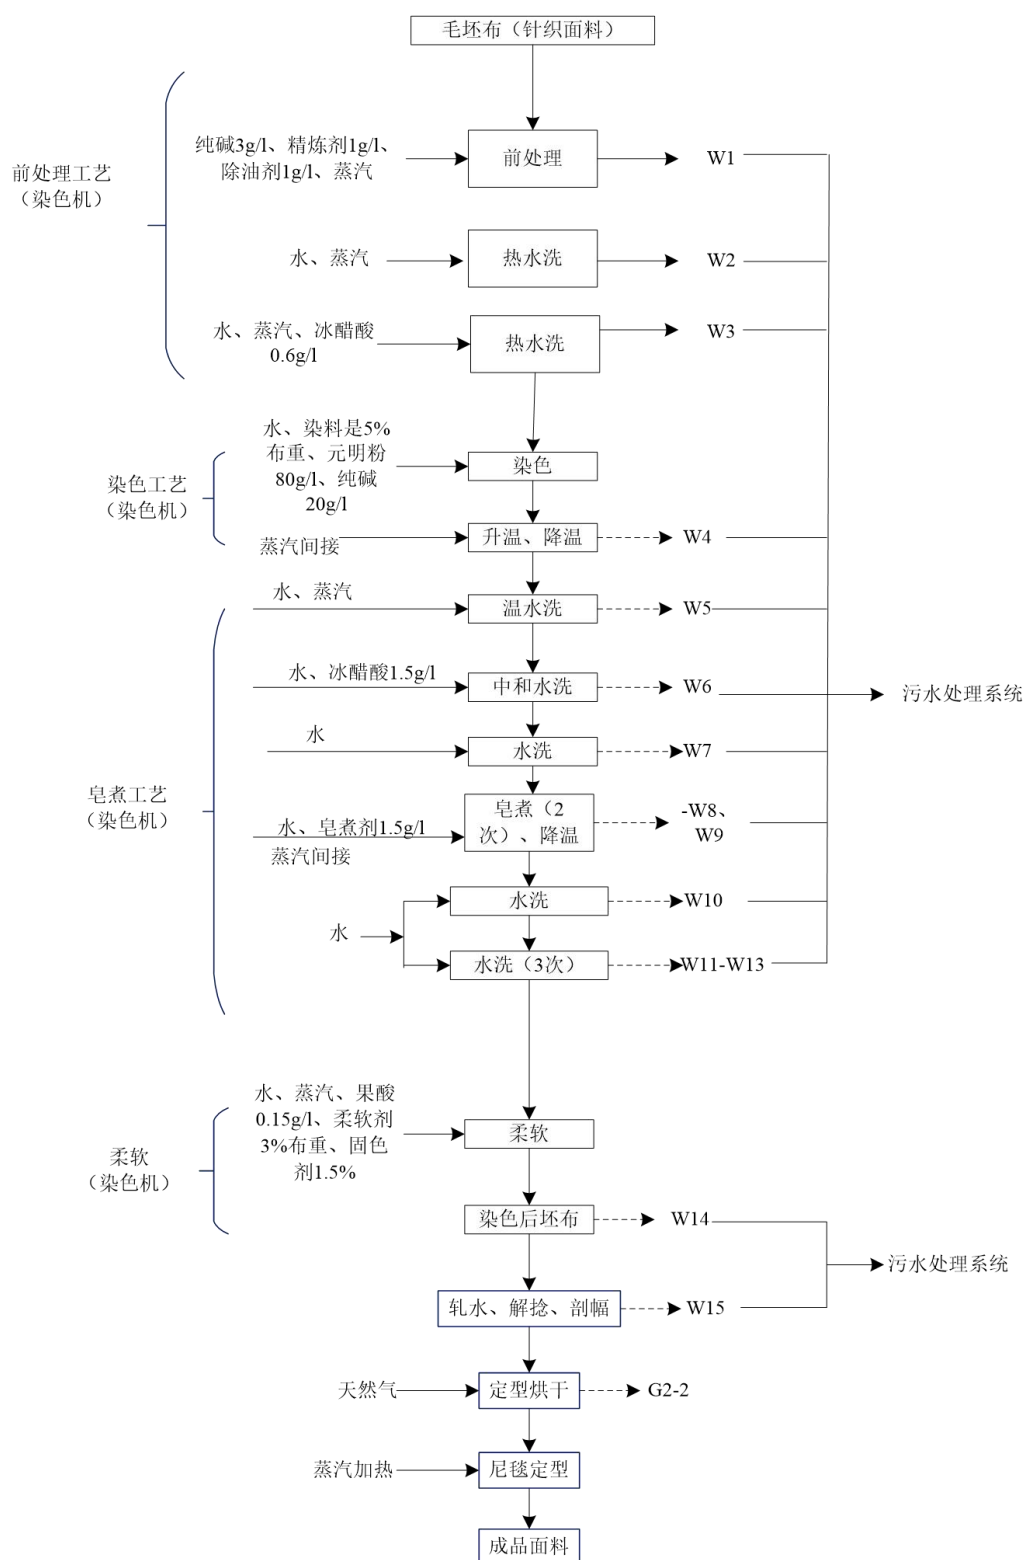 毛坯布（针织面料）
纯碱3g/l、精炼剂1g/l、
除油剂1g/l、蒸汽
前处理
W1
前处理工艺
（染色机）
水、蒸汽
热水洗
W2
水、蒸汽、冰醋酸
0.6g/l
热水洗
W3
水、染料是5%
布重、元明粉
80g/l、纯碱
20g/l
染色
染色工艺
（染色机）
蒸汽间接
升温、降温
W4
水、蒸汽
温水洗
W5
水、冰醋酸1.5g/l
中和水洗
W6
污水处理系统
水
水洗
W7
皂煮工艺
（染色机）
水、皂煮剂1.5g/l
蒸汽间接
皂煮（2
次）、降温
-W8、
W9
水洗
W10
水
水洗（3次）
W11-W13
水、蒸汽、果酸
0.15g/l、柔软剂
3%布重、固色
剂1.5%
柔软
柔软
（染色机）
染色后坯布
W14
污水处理系统
轧水、解捻、剖幅
W15
天然气
定型烘干
G2-2
蒸汽加热
尼毯定型
成品面料